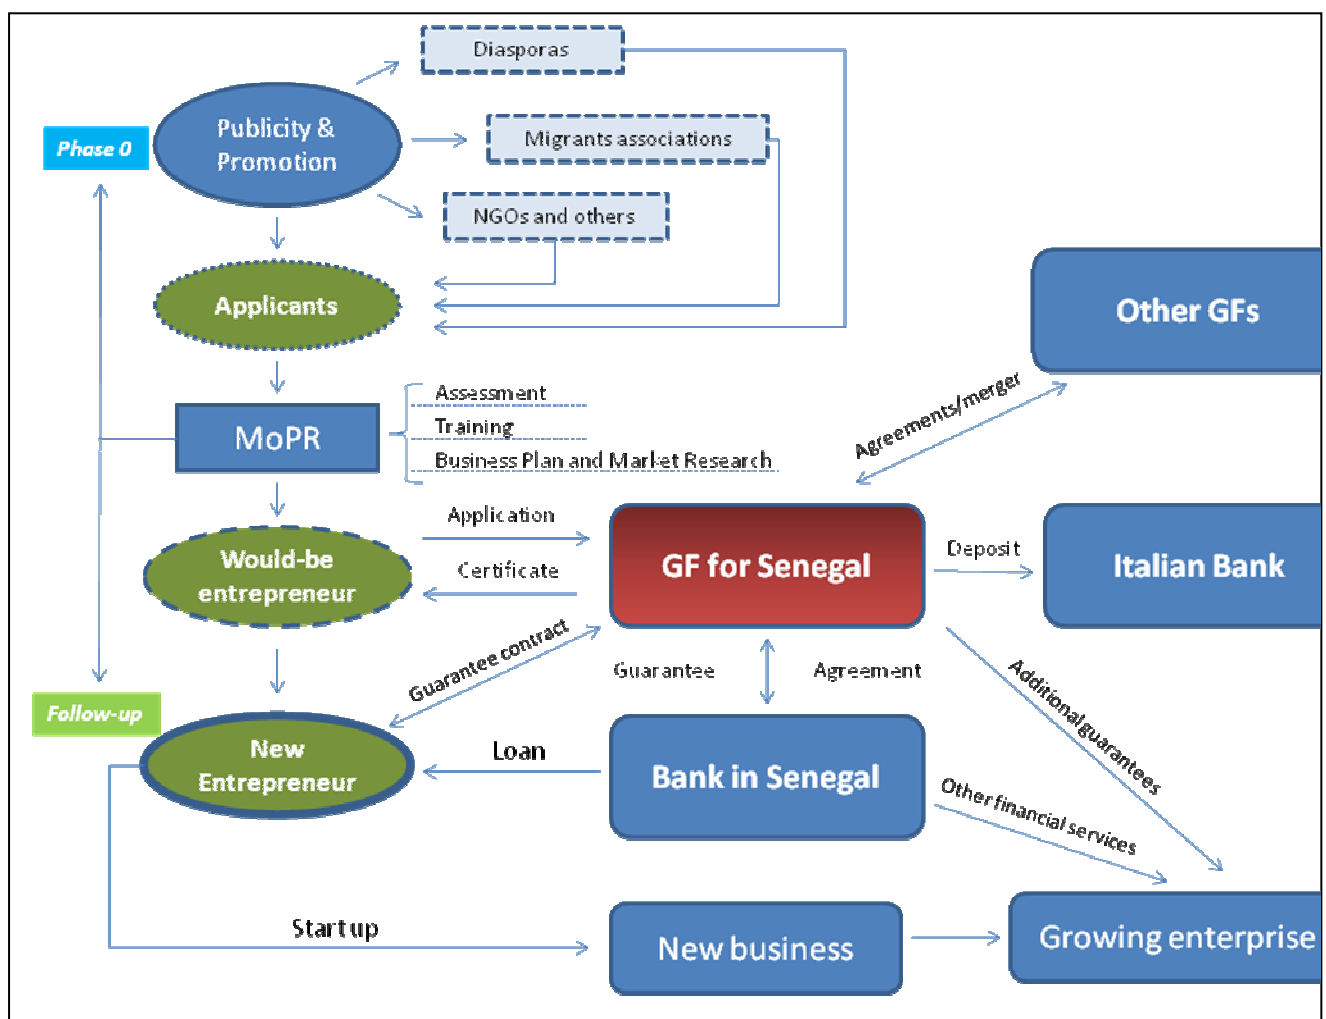 Diasporas
Publicity &
Promotion
Phase 0
Migrants associations
NGOs and others
Applicants
Other GFs
Agreements/merger
MoPR
Assessment
Training
Business Plan and Market Research
Application
Certificate
Would-be
entrepreneur
GF for Senegal
Deposit
Italian Bank
Guarantee contract
Guarantee
Agreement
Additional guarantees
Follow-up
New
Entrepreneur
Loan
Bank in Senegal
Other financial services
Startup
New business
Growing enterprise